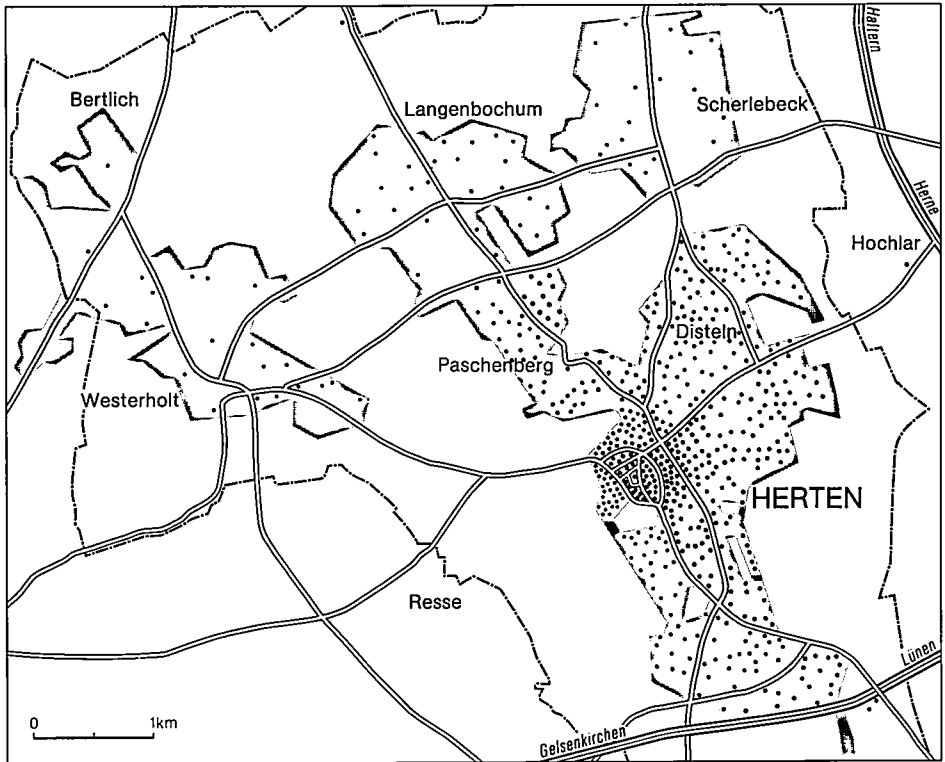 Haltern
Bertlich
Langenbochum
Scherlebeck
Herne
Hochlar
Disteln
Paschenberg
Westerholt
HERTEN
Resse
Lünen
0 1km
Gelsenkirchen